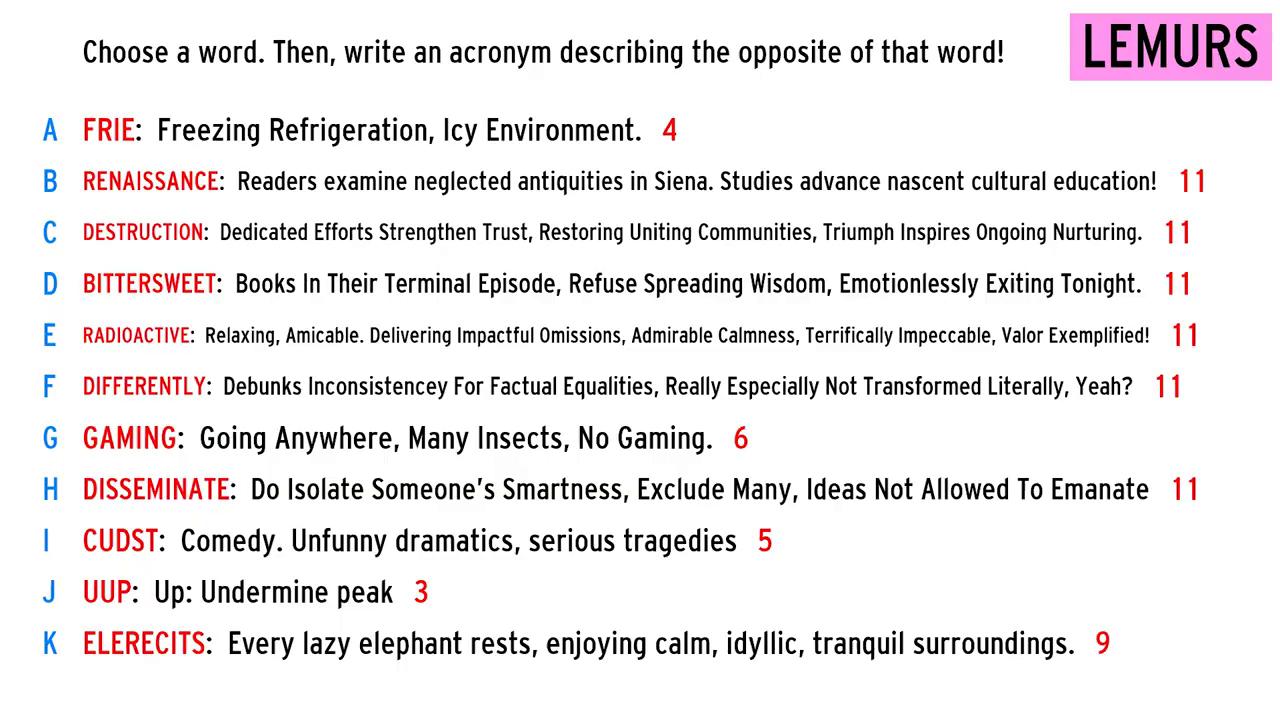 Choose a word. Then, write an acronym describing the opposite of that word!
LEMURS
A FRIE: Freezing Refrigeration, Icy Environment. 4
B RENAISSANCE: Readers examine neglected antiquities in Siena. Studies advance nascent cultural education! 11
C DESTRUCTION: Dedicated Efforts Strengthen Trust, Restoring Uniting Communities, Triumph Inspires Ongoing Nurturing. 11
D BITTERSWEET: Books In Their Terminal Episode, Refuse Spreading Wisdom, Emotionlessly Exiting Tonight. 11
E RADIOACTIVE: Relaxing, Amicable. Delivering Impactful Omissions, Admirable Calmness, Terrifically Impeccable, Valor Exemplified! 11
F DIFFERENTLY: Debunks Inconsistencey For Factual Equalities, Really Especially Not Transformed Literally, Yeah? 11
G GAMING: Going Anywhere, Many Insects, No Gaming. 6
H DISSEMINATE: Do Isolate Someone's Smartness, Exclude Many, Ideas Not Allowed To Emanate 11
I CUDST: Comedy. Unfunny dramatics, serious tragedies 5
J UUP: Up: Undermine peak 3
K ELERECITS: Every lazy elephant rests, enjoying calm, idyllic, tranquil surroundings. 9